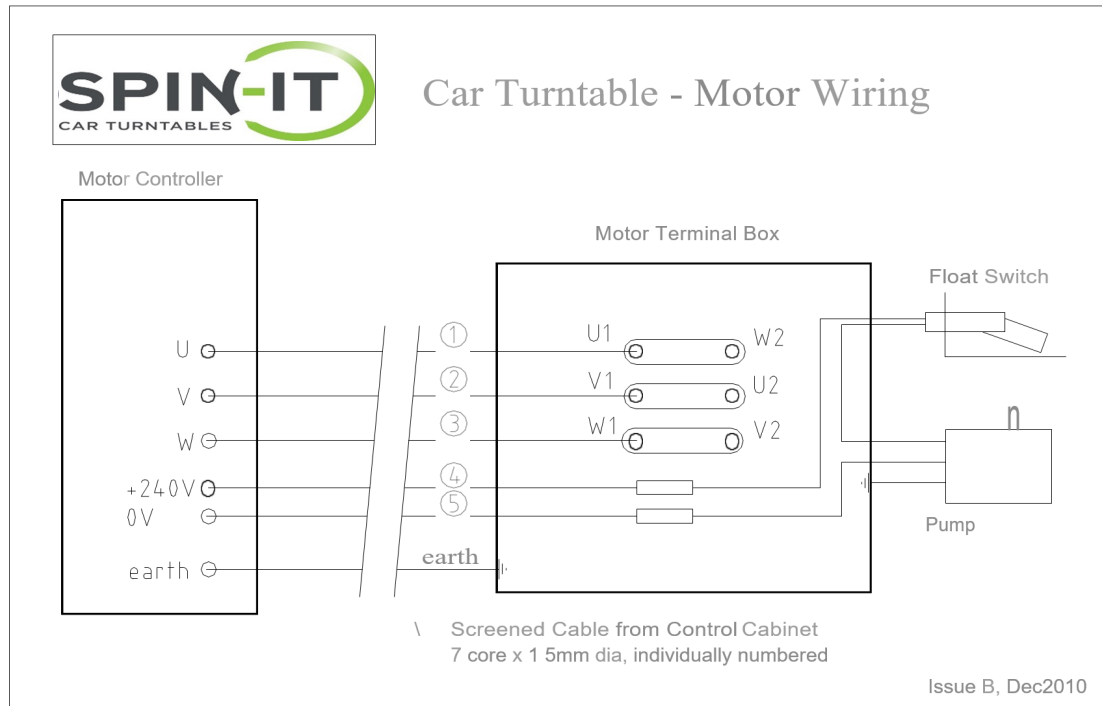 SPIN-IT
CAR TURNTABLES
Car Turntable - Motor Wiring
Motor Controller
Motor Terminal Box
Float Switch
1
U
U1
W2
2
V
V1
U2
3
W
W1
V2
4
+240V
5
0V
n
Pump
earth
earth
\ Screened Cable from Control Cabinet
7 core x 1 5mm dia, individually numbered
Issue B, Dec2010